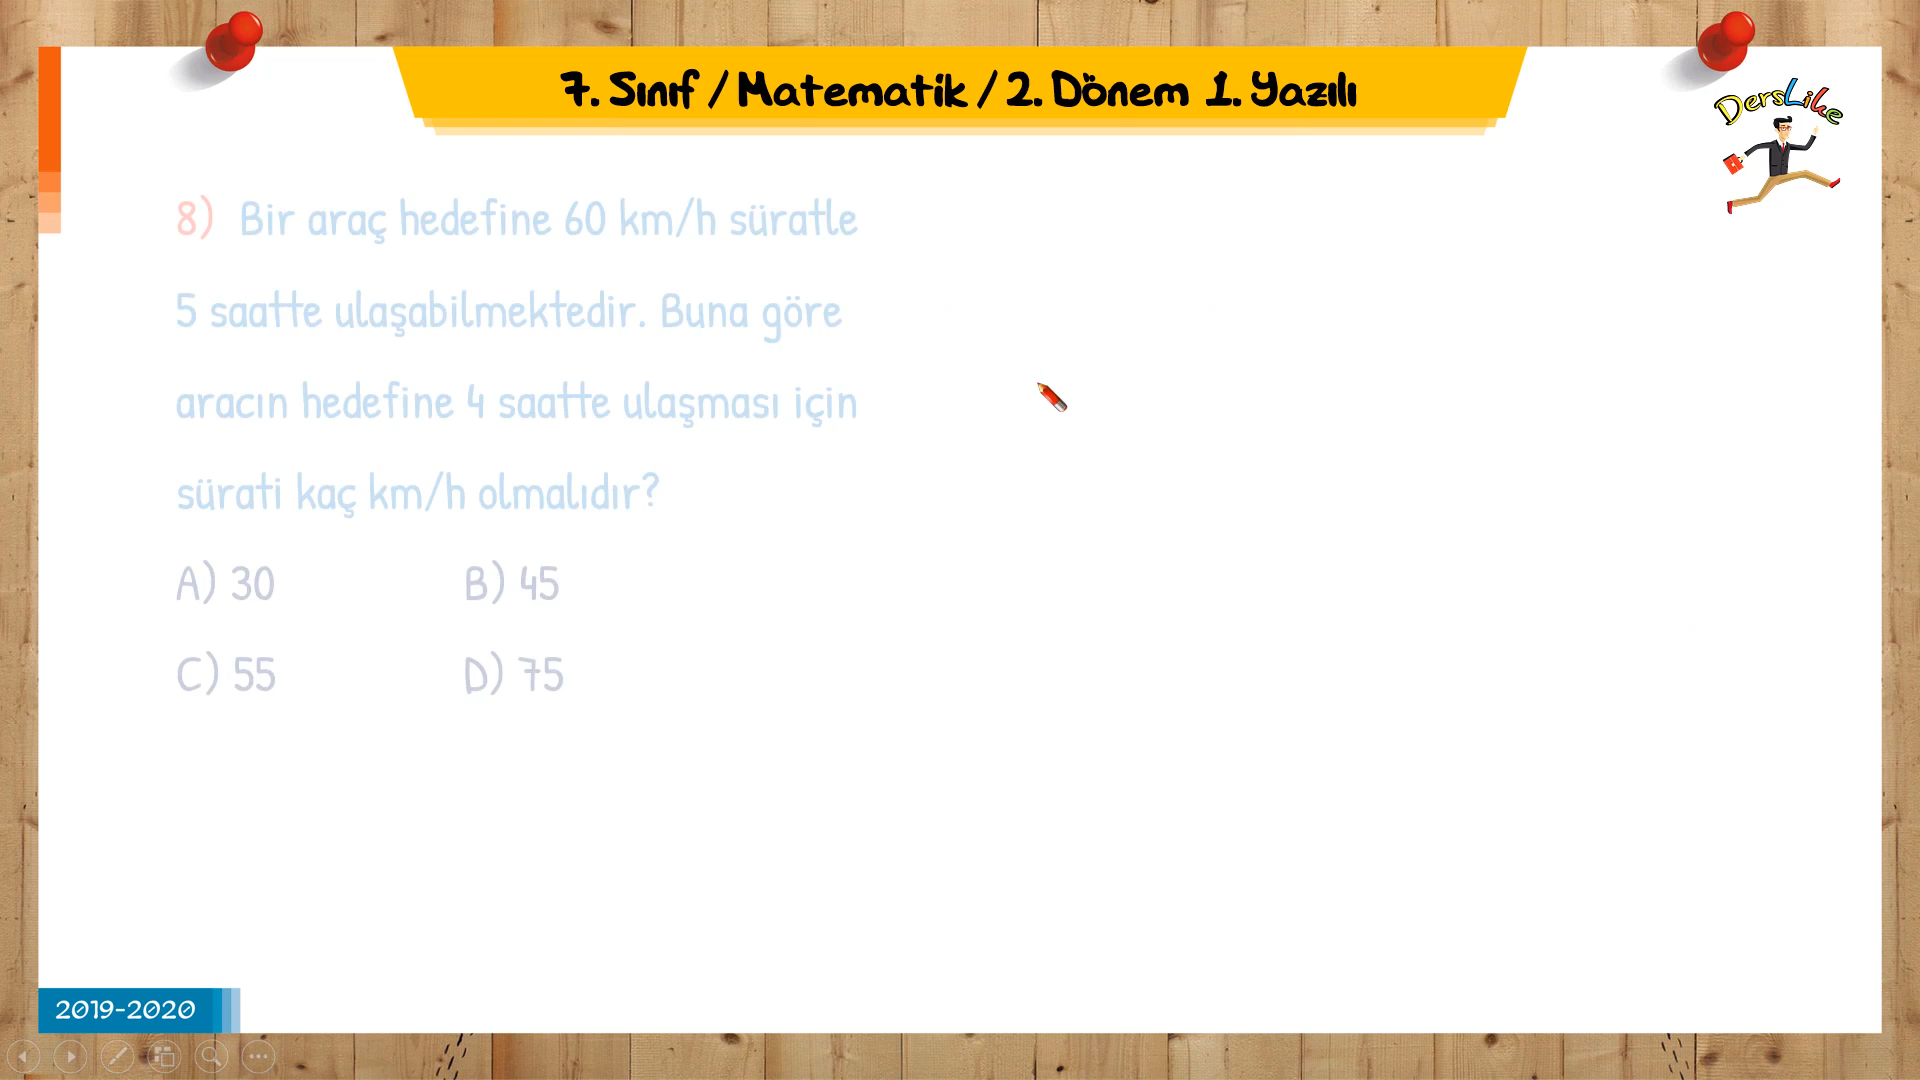 7. Sınıf / Matematik / 2. Dönem 1. Yazılı
DersLike
8) Bir araç hedefine 60 km/h süratle
5 saatte ulaşabilmektedir. Buna göre
aracın hedefine 4 saatte ulaşması için
sürati kaç km/h olmalıdır?
A) 30 B) 45
C) 55 D) 75
2019-2020